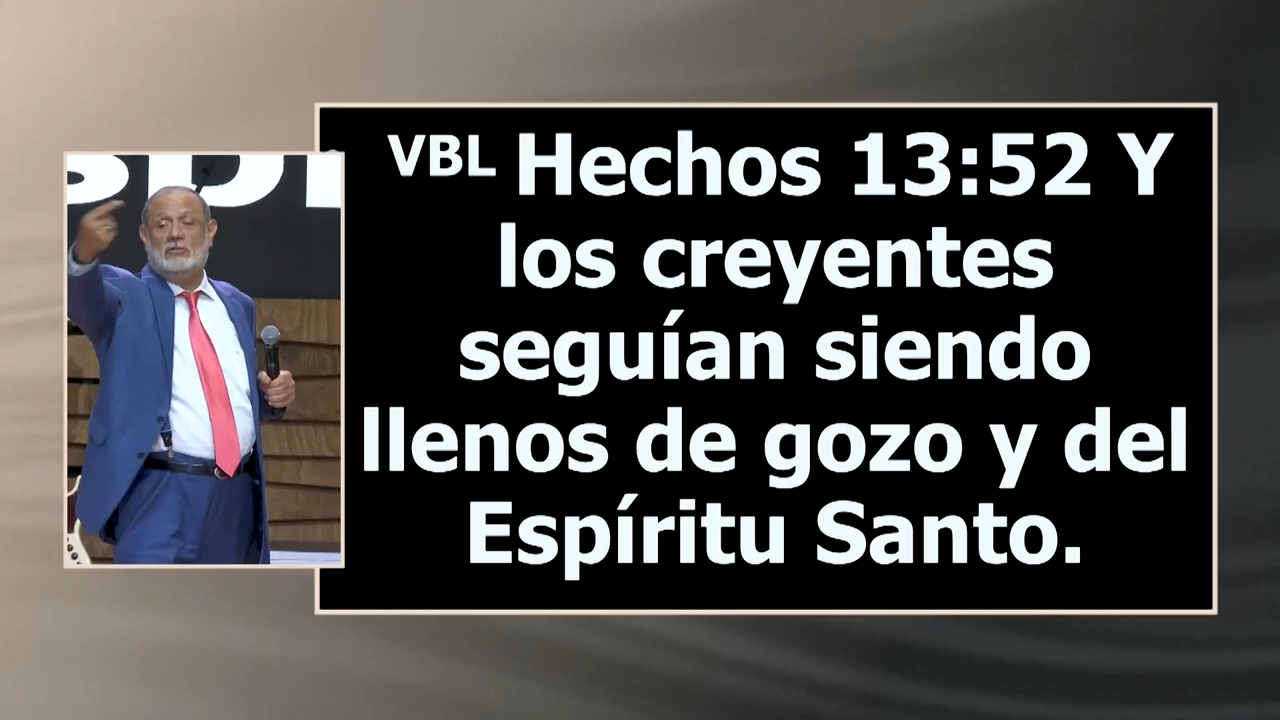 VBL Hechos 13:52 Y
los creyentes
seguían siendo
llenos de gozo y del
Espíritu Santo.